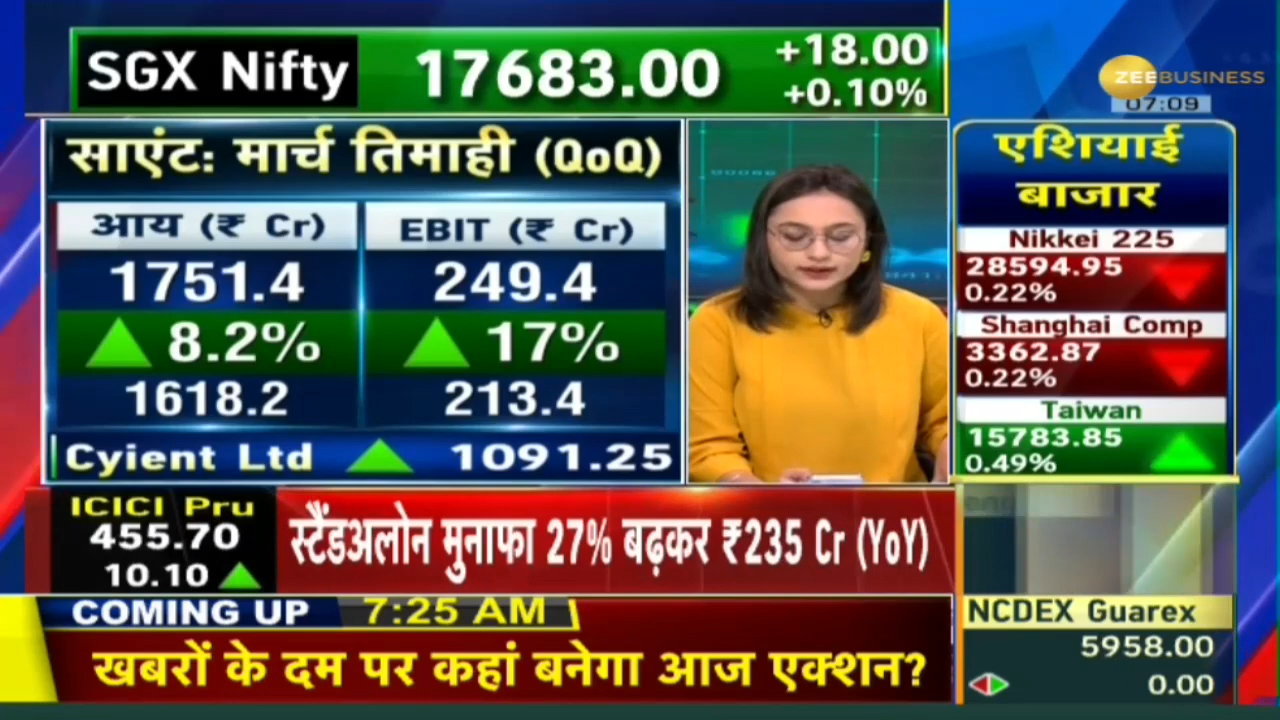 SGX Nifty 17683.00 +18.00
+0.10%
ZEEBUSINESS
07:09
साएंट: मार्च तिमाही (QoQ)
आय (₹ Cr) EBIT (₹ Cr)
1751.4 249.4
8.2% 17%
1618.2 213.4
Cyient Ltd 1091.25
एशियाई
बाजार
Nikkei 225
28594.95
0.22%
Shanghai Comp
3362.87
0.22%
Taiwan
15783.85
0.49%
ICICI Pru
455.70
10.10
स्टैंडअलोन मुनाफा 27% बढ़कर ₹235 Cr (YoY)
COMING UP 7:25 AM
खबरों के दम पर कहां बनेगा आज एक्शन?
NCDEX Guarex
5958.00
0.00